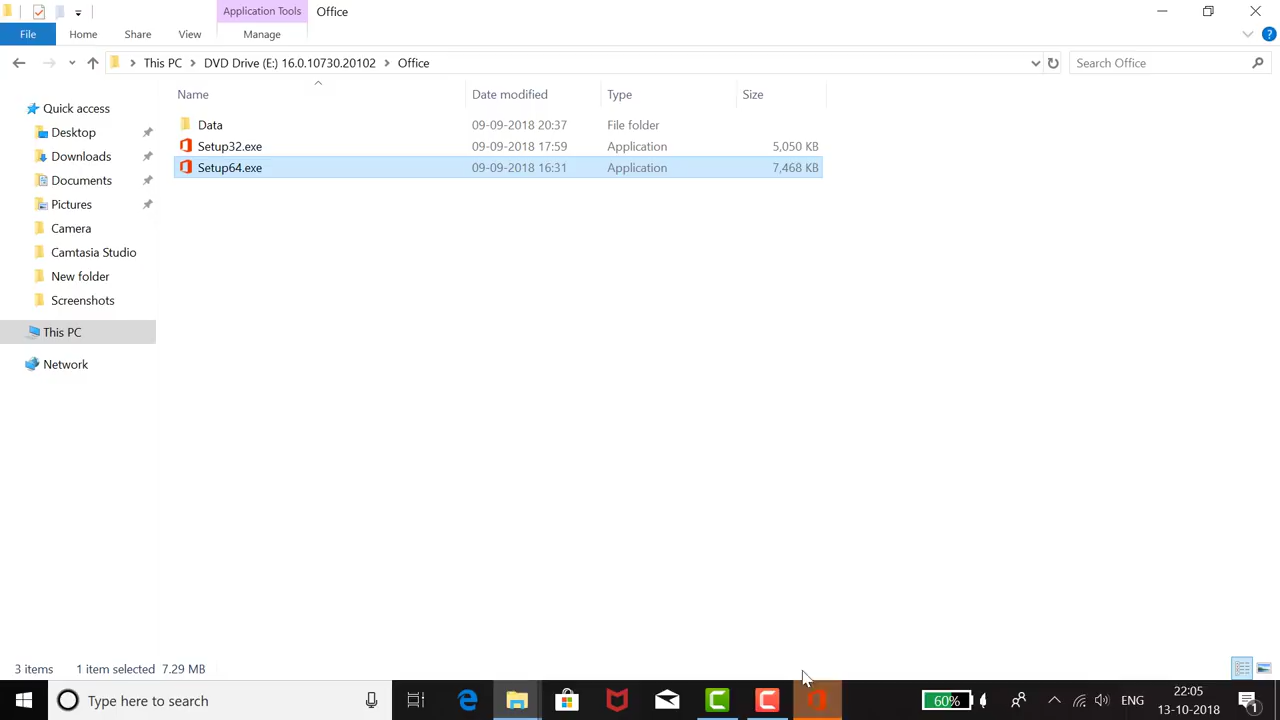 Application Tools
Office
File
Home
Share
View
Manage
This PC
DVD Drive (E:) 16.0.10730.20102
Office
Search Office
Name
Date modified
Type
Size
Data
09-09-2018 20:37
File folder
Setup32.exe
09-09-2018 17:59
Application
5,050 KB
Setup64.exe
09-09-2018 16:31
Application
7,468 KB
Quick access
Desktop
Downloads
Documents
Pictures
Camera
Camtasia Studio
New folder
Screenshots
This PC
Network
3 items
1 item selected
7.29 MB
Type here to search
60%
ENG
22:05
13-10-2018
1